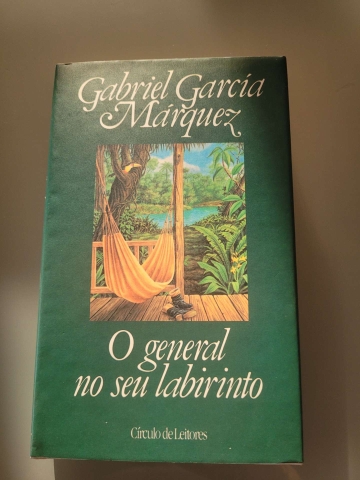 Gabriel García
Márquez
O general
no seu labirinto
Círculo de Leitores